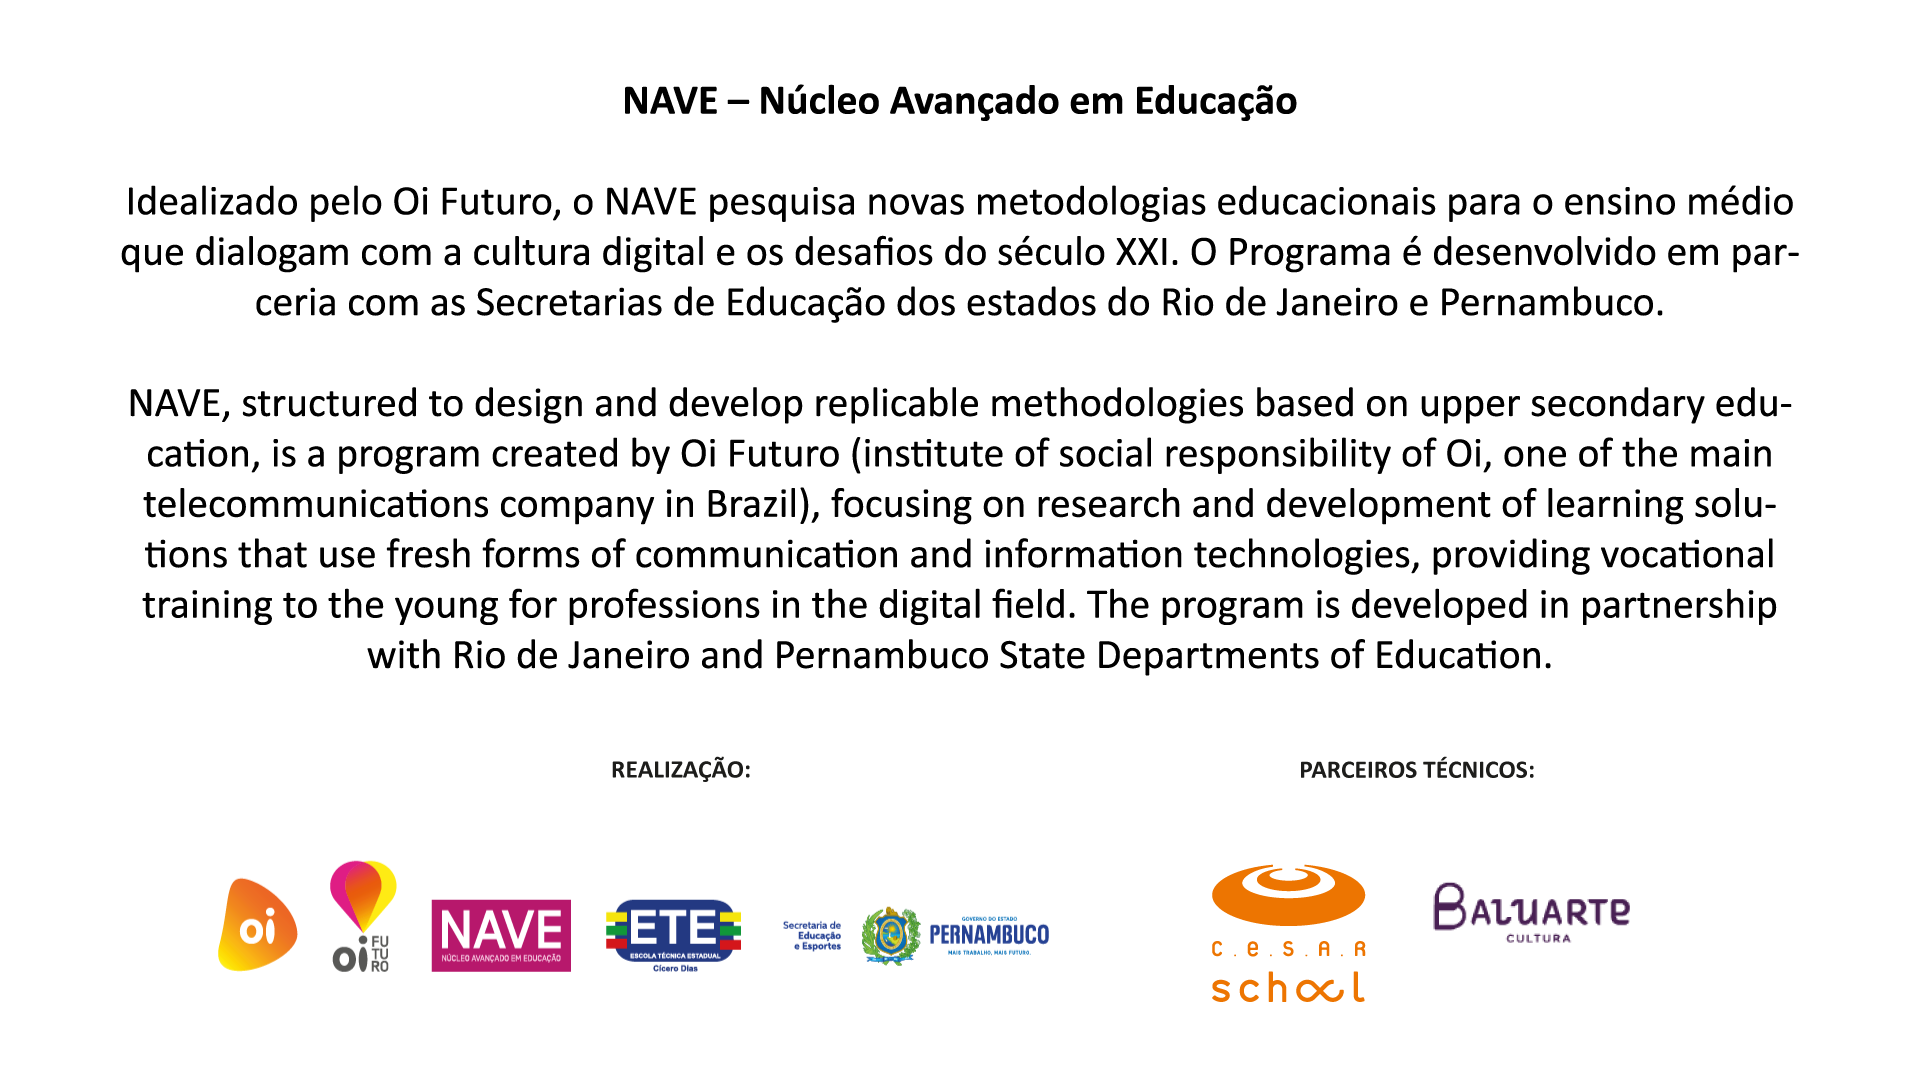 NAVE – Núcleo Avançado em Educação
Idealizado pelo Oi Futuro, o NAVE pesquisa novas metodologias educacionais para o ensino médio
que dialogam com a cultura digital e os desafios do século XXI. O Programa é desenvolvido em par-
ceria com as Secretarias de Educação dos estados do Rio de Janeiro e Pernambuco.
NAVE, structured to design and develop replicable methodologies based on upper secondary edu-
cation, is a program created by Oi Futuro (institute of social responsibility of Oi, one of the main
telecommunications company in Brazil), focusing on research and development of learning solu-
tions that use fresh forms of communication and information technologies, providing vocational
training to the young for professions in the digital field. The program is developed in partnership
with Rio de Janeiro and Pernambuco State Departments of Education.
REALIZAÇÃO:
oi
oi FU
TU
RO
NAVE
NÚCLEO AVANÇADO EM EDUCAÇÃO
ETE
ESCOLA TÉCNICA ESTADUAL
Cícero Dias
Secretaria de
Educação
e Esportes
GOVERNO DO ESTADO
PERNAMBUCO
MAIS TRABALHO, MAIS FUTURO.
PARCEIROS TÉCNICOS:
c.e.s.a.r
school
BALUARTE
CULTURA